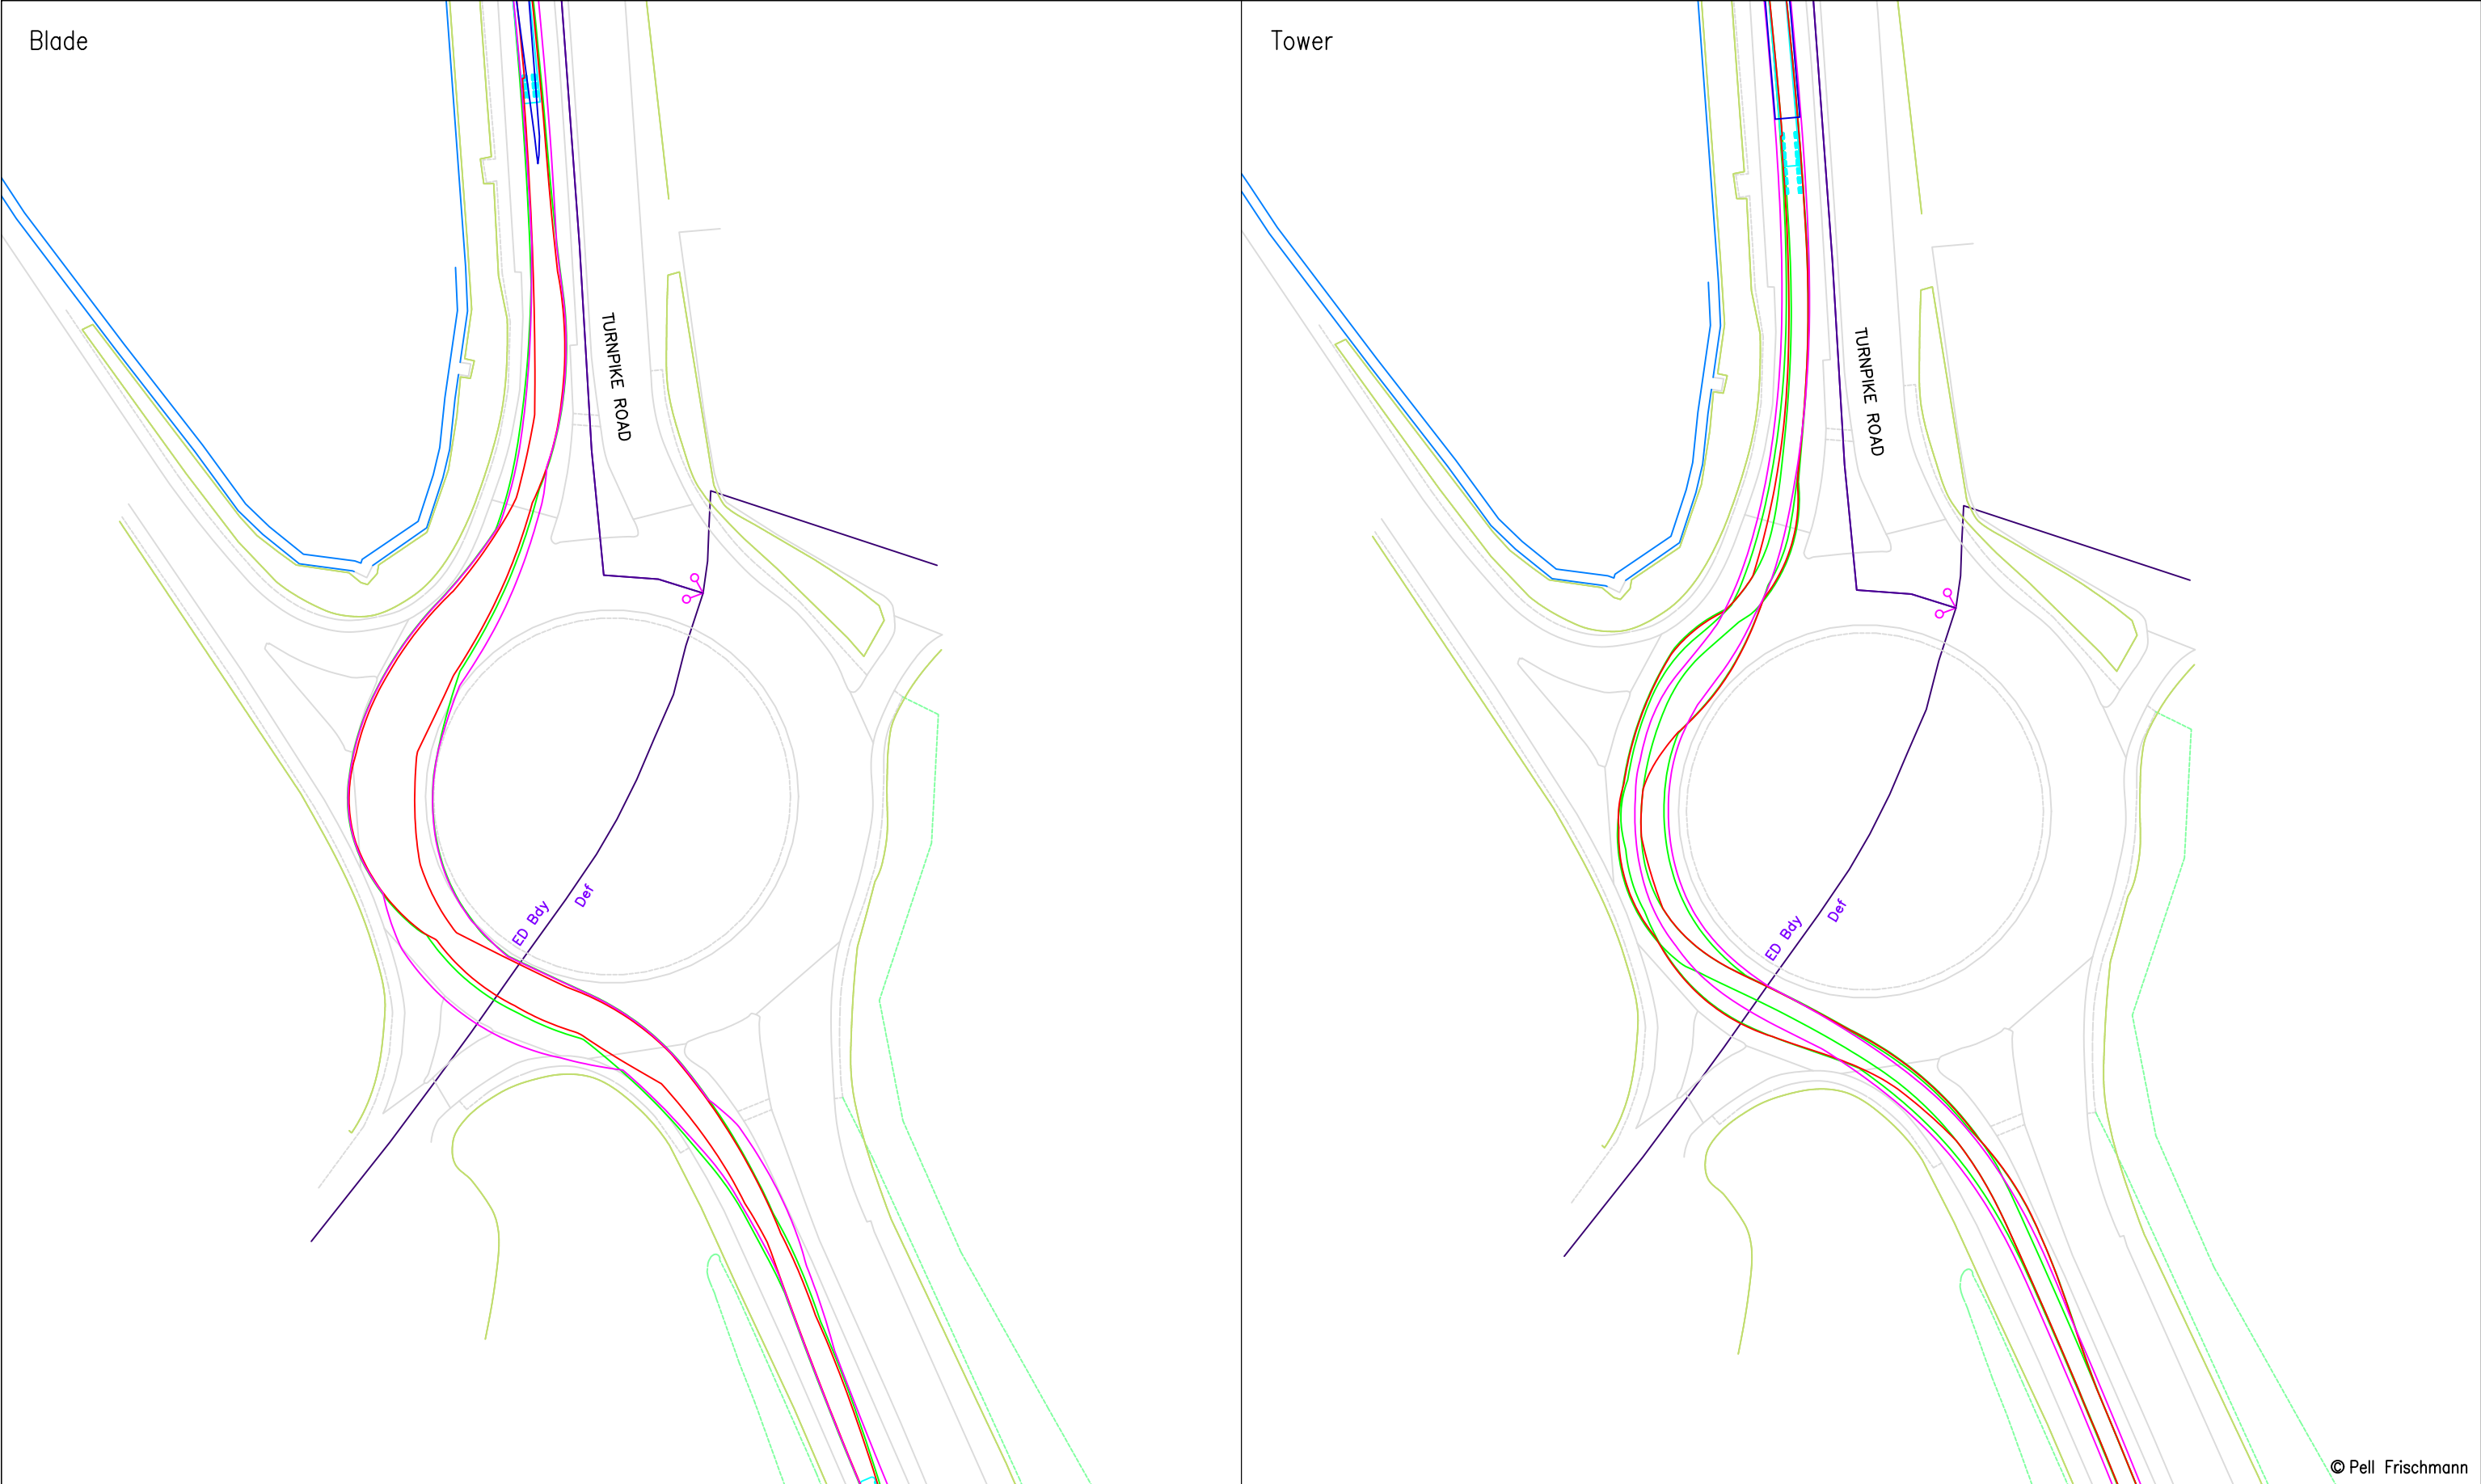 Blade
TURNPIKE ROAD
ED Bdy
Def
Tower
TURNPIKE ROAD
ED Bdy
Def
© Pell Frischmann